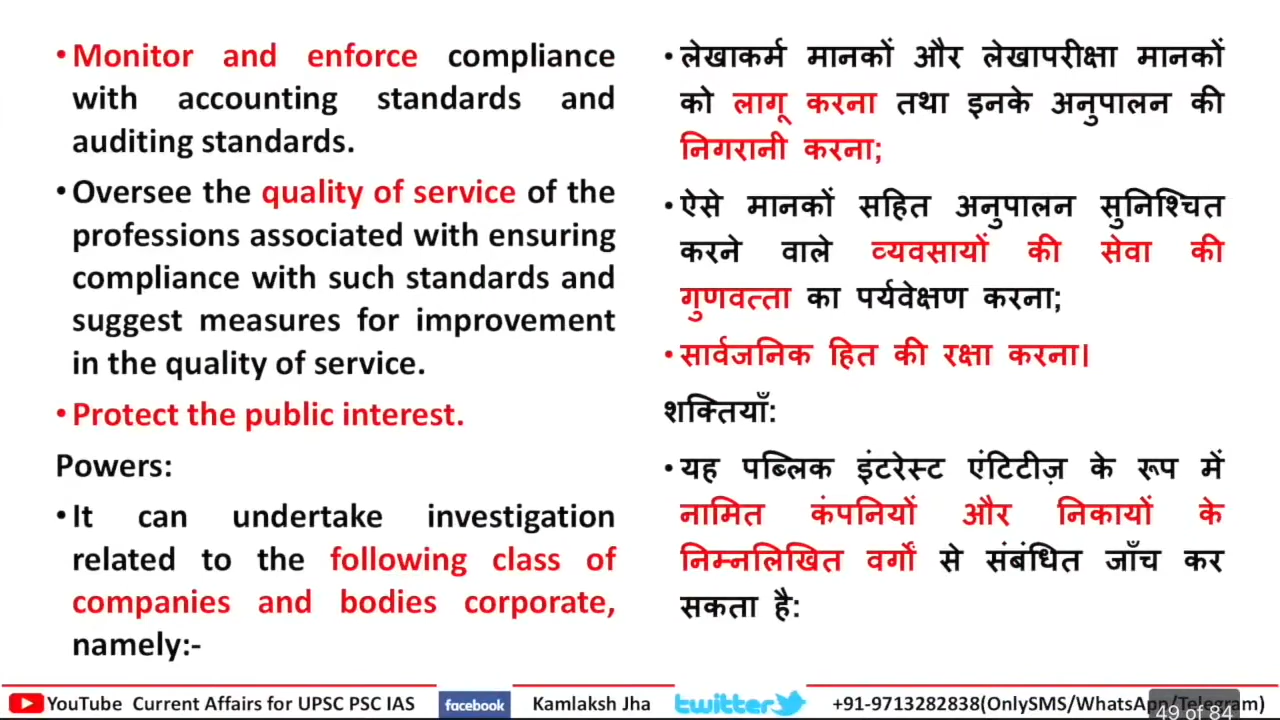 • Monitor and enforce compliance
with accounting standards and
auditing standards.
• Oversee the quality of service of the
professions associated with ensuring
compliance with such standards and
suggest measures for improvement
in the quality of service.
• Protect the public interest.
Powers:
• It can undertake investigation
related to the following class of
companies and bodies corporate,
namely:-
• लेखाकर्म मानकों और लेखापरीक्षा मानकों
को लागू करना तथा इनके अनुपालन की
निगरानी करना;
• ऐसे मानकों सहित अनुपालन सुनिश्चित
करने वाले व्यवसायों की सेवा की
गुणवत्ता का पर्यवेक्षण करना;
• सार्वजनिक हित की रक्षा करना।
शक्तियाँ:
• यह पब्लिक इंटरेस्ट एंटिटीज़ के रूप में
नामित कंपनियों और निकायों के
निम्नलिखित वर्गों से संबंधित जाँच कर
सकता है:
YouTube Current Affairs for UPSC PSC IAS facebook Kamlaksh Jha twitter +91-9713282838(OnlySMS/WhatsApp/Telegram)
49 of 84